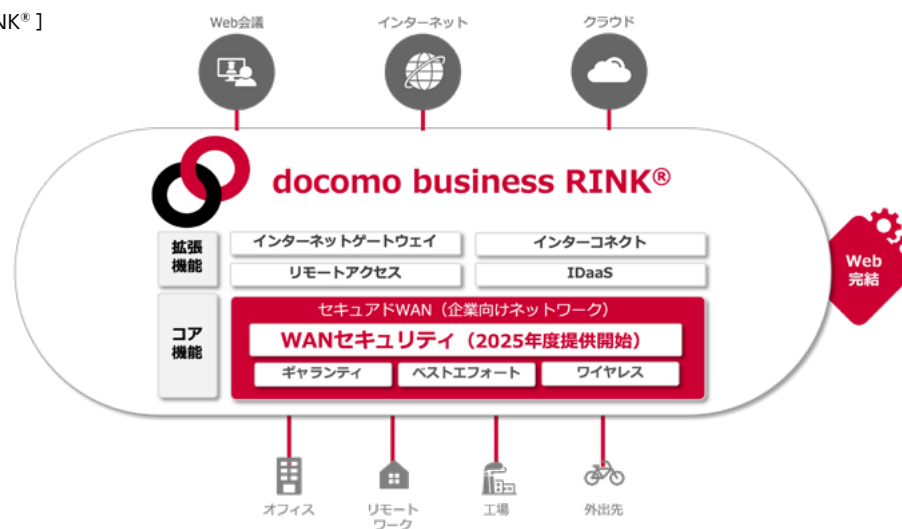 NK® ]
Web会議
インターネット
クラウド
docomo business RINK®
拡張
機能
インターネットゲートウェイ
インターコネクト
リモートアクセス
IDaaS
Web
完結
コア
機能
セキュアドWAN（企業向けネットワーク）
WANセキュリティ（2025年度提供開始）
ギャランティ
ベストエフォート
ワイヤレス
オフィス
リモート
ワーク
工場
外出先